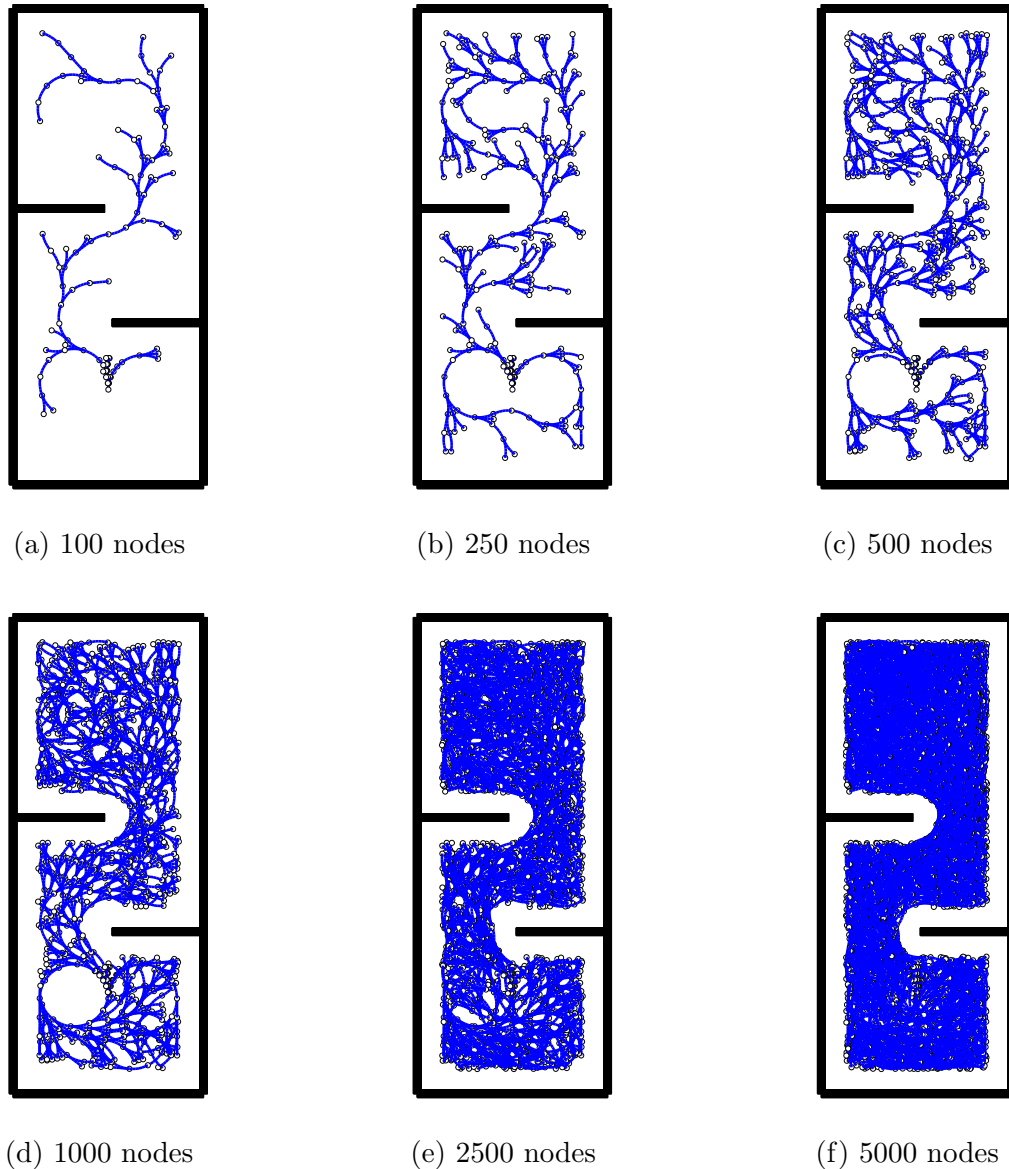 (a) 100 nodes
(b) 250 nodes
(c) 500 nodes
(d) 1000 nodes
(e) 2500 nodes
(f) 5000 nodes